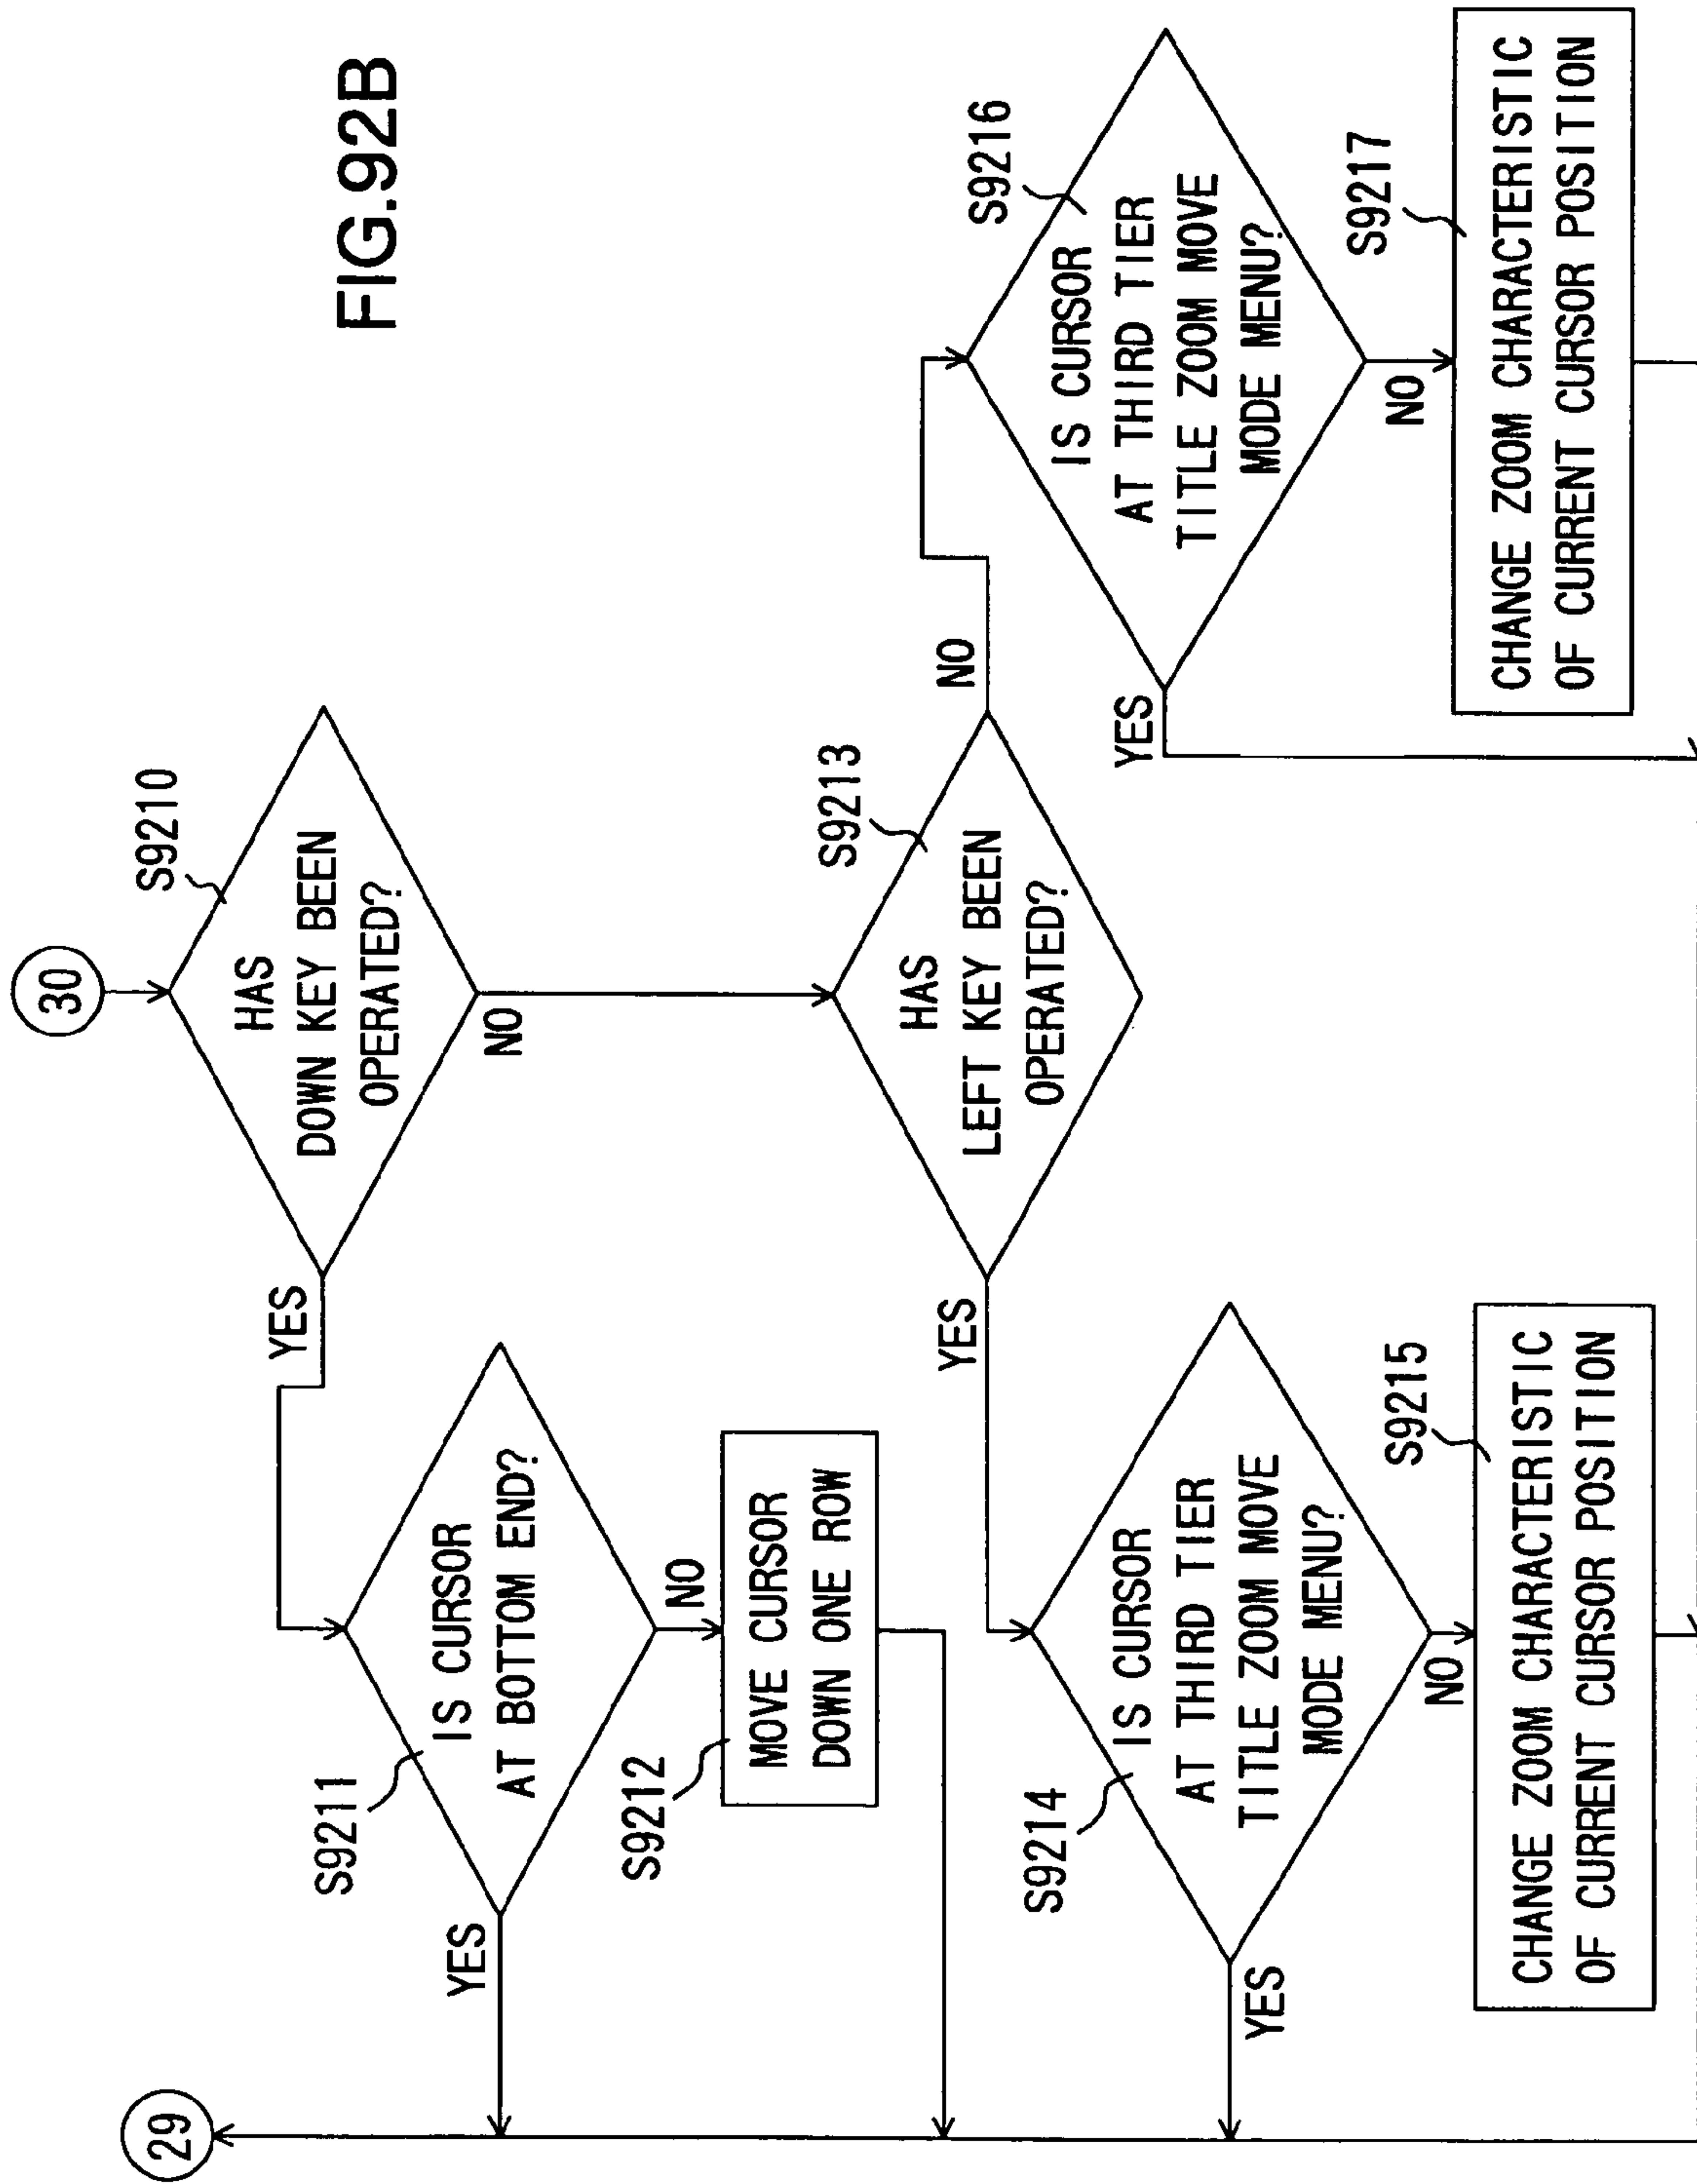 FIG.92B
30
S9210
HAS
DOWN KEY BEEN
OPERATED?
YES
NO
29
S9211
IS CURSOR
AT BOTTOM END?
YES
NO
S9212
MOVE CURSOR
DOWN ONE ROW
S9213
HAS
LEFT KEY BEEN
OPERATED?
YES
NO
S9214
IS CURSOR
AT THIRD TIER
TITLE ZOOM MOVE
MODE MENU?
YES
NO
S9215
CHANGE ZOOM CHARACTERISTIC
OF CURRENT CURSOR POSITION
S9216
IS CURSOR
AT THIRD TIER
TITLE ZOOM MOVE
MODE MENU?
YES
NO
S9217
CHANGE ZOOM CHARACTERISTIC
OF CURRENT CURSOR POSITION